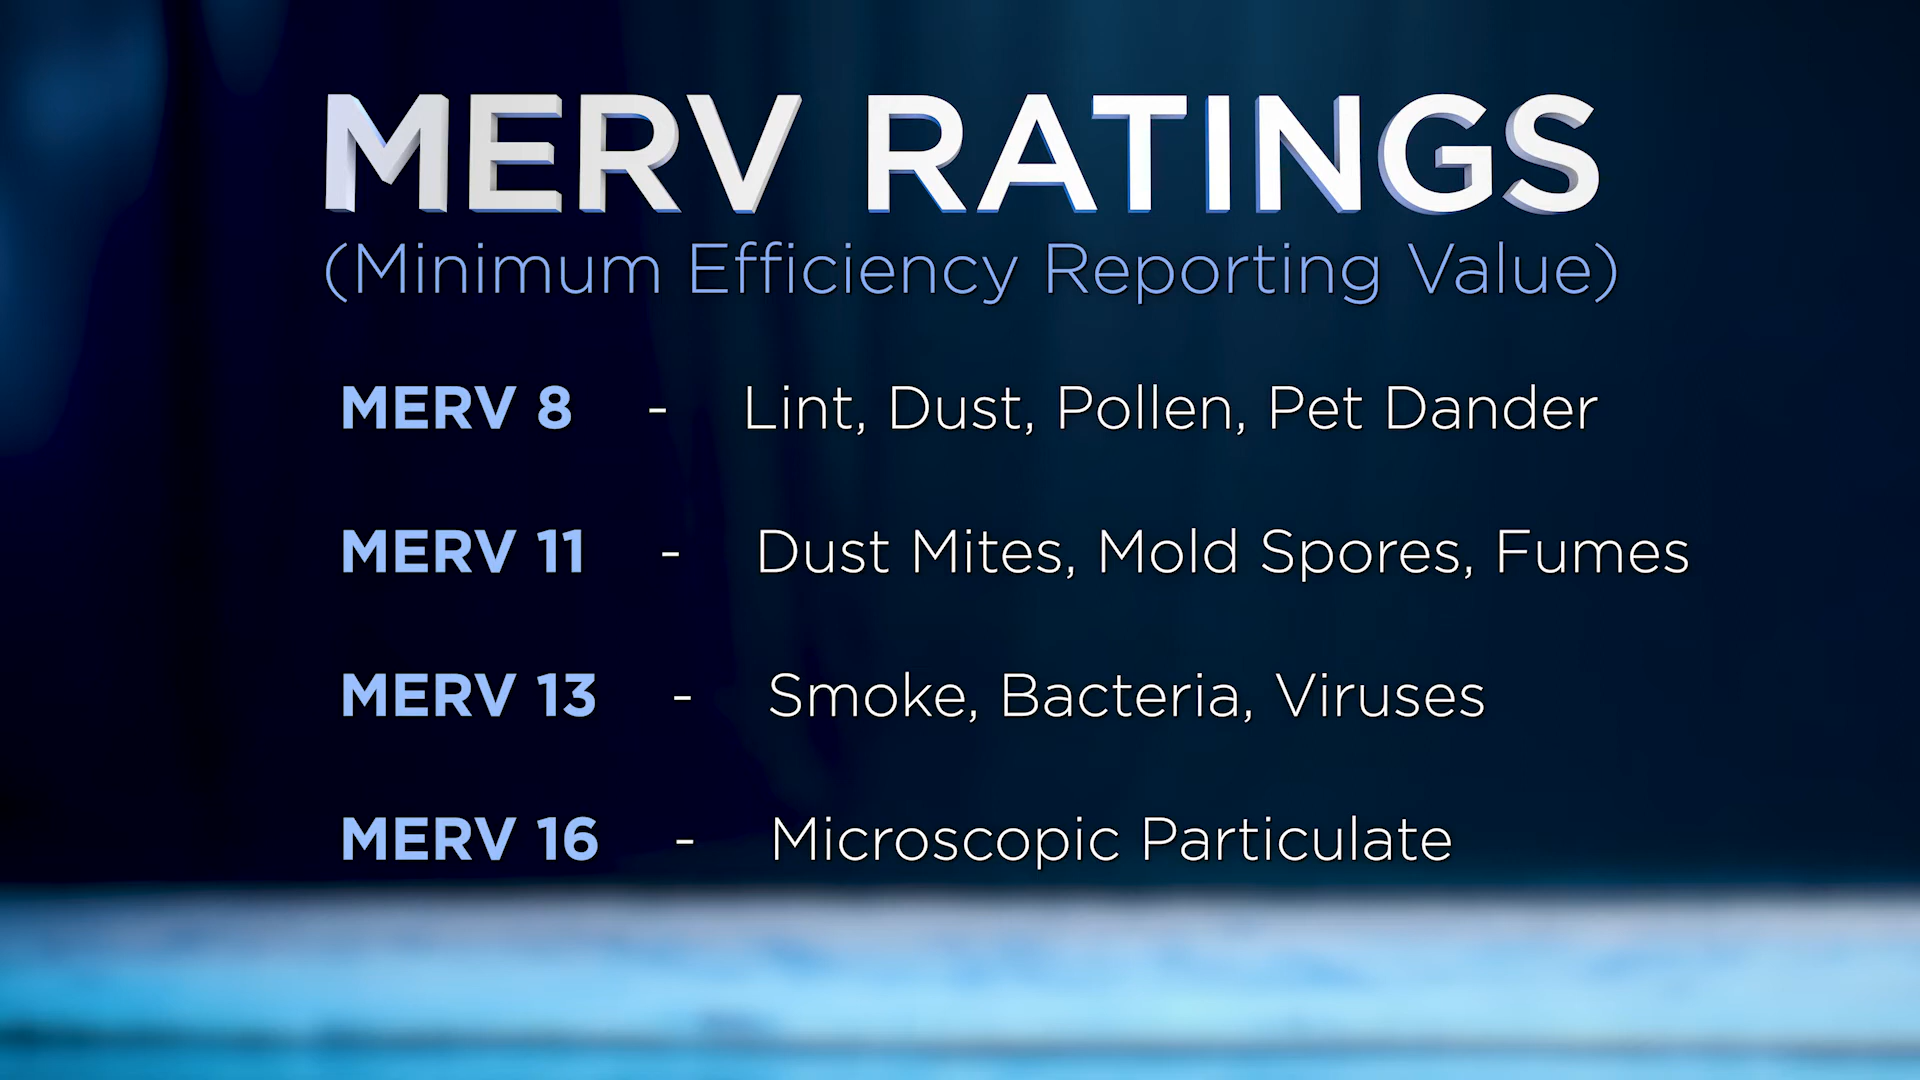 MERV RATINGS
(Minimum Efficiency Reporting Value)
MERV 8 - Lint, Dust, Pollen, Pet Dander
MERV 11 - Dust Mites, Mold Spores, Fumes
MERV 13 - Smoke, Bacteria, Viruses
MERV 16 - Microscopic Particulate